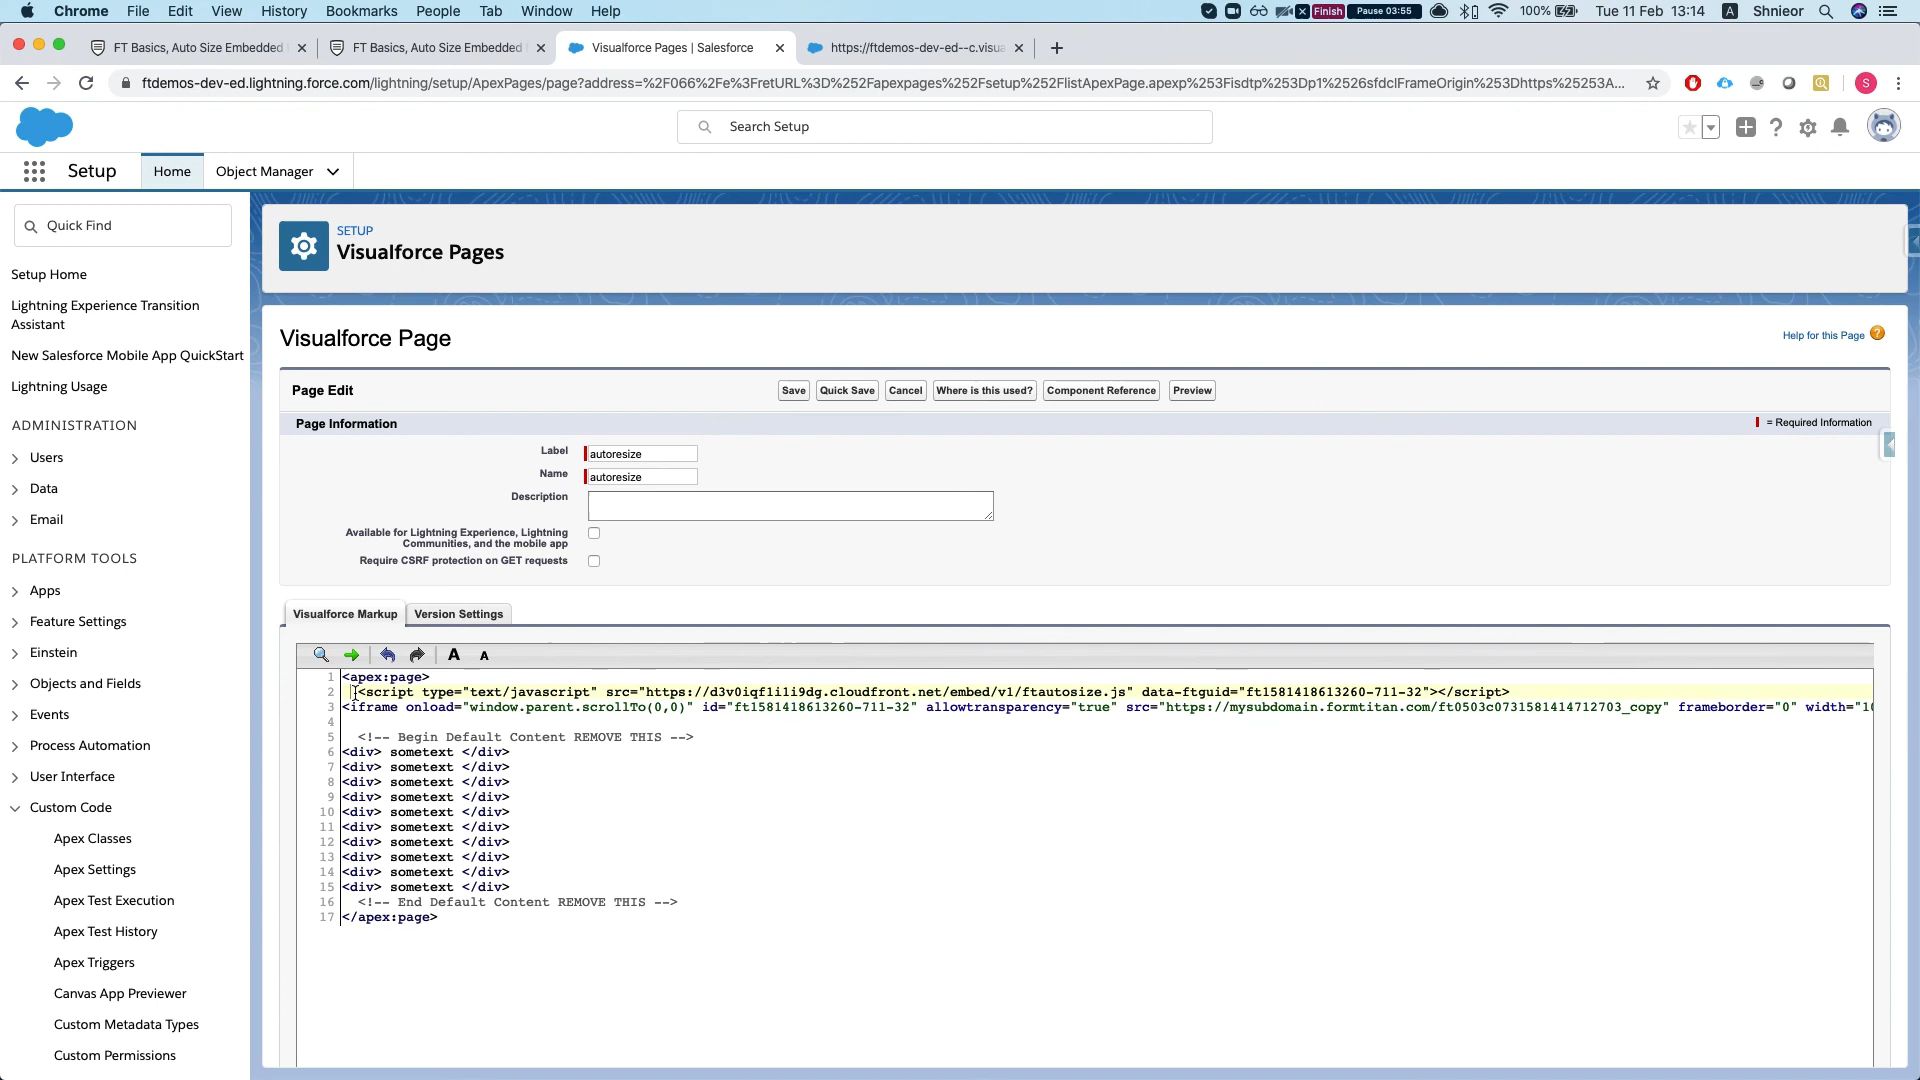 Chrome File Edit View History Bookmarks People Tab Window Help Finish Pause 03:55 100% Tue 11 Feb 13:14 A Shnieor
FT Basics, Auto Size Embedded
FT Basics, Auto Size Embedded
Visualforce Pages | Salesforce
https://ftdemos-dev-ed--c.visua
ftdemos-dev-ed.lightning.force.com/lightning/setup/ApexPages/page?address=%2F066%2Fe%3FretURL%3D%252Fapexpages%252Fsetup%252FlistApexPage.apexp%253Fisdtp%253Dp1%2526sfdcIFrameOrigin%253Dhttps%25253A... S
Search Setup
Setup Home Object Manager
Quick Find
Setup Home
Lightning Experience Transition
Assistant
New Salesforce Mobile App QuickStart
Lightning Usage
ADMINISTRATION
Users
Data
Email
PLATFORM TOOLS
Apps
Feature Settings
Einstein
Objects and Fields
Events
Process Automation
User Interface
Custom Code
Apex Classes
Apex Settings
Apex Test Execution
Apex Test History
Apex Triggers
Canvas App Previewer
Custom Metadata Types
Custom Permissions
SETUP
Visualforce Pages
Visualforce Page
Help for this Page ?
Page Edit Save Quick Save Cancel Where is this used? Component Reference Preview
Page Information = Required Information
Label autoresize
Name autoresize
Description
Available for Lightning Experience, Lightning
Communities, and the mobile app
Require CSRF protection on GET requests
Visualforce Markup Version Settings
A A
1 <apex:page>
2 <script type="text/javascript" src="https://d3v0iqf1i1i9dg.cloudfront.net/embed/v1/ftautosize.js" data-ftguid="ft1581418613260-711-32"></script>
3 <iframe onload="window.parent.scrollTo(0,0)" id="ft1581418613260-711-32" allowtransparency="true" src="https://mysubdomain.formtitan.com/ft0503c0731581414712703_copy" frameborder="0" width="10
4
5 <!-- Begin Default Content REMOVE THIS -->
6 <div> sometext </div>
7 <div> sometext </div>
8 <div> sometext </div>
9 <div> sometext </div>
10 <div> sometext </div>
11 <div> sometext </div>
12 <div> sometext </div>
13 <div> sometext </div>
14 <div> sometext </div>
15 <div> sometext </div>
16 <!-- End Default Content REMOVE THIS -->
17 </apex:page>